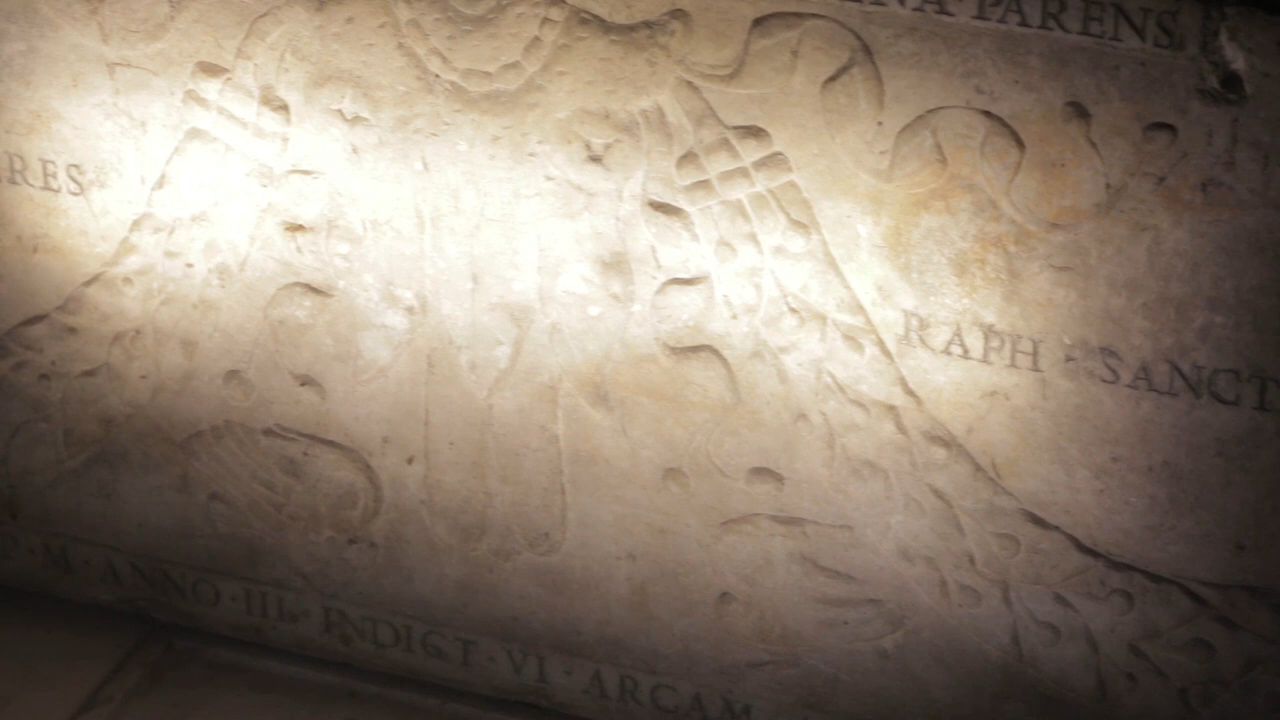 NA PARENS
RES
RAPH · SANCT
M · ANNO · III · INDICT · VI · ARCAM